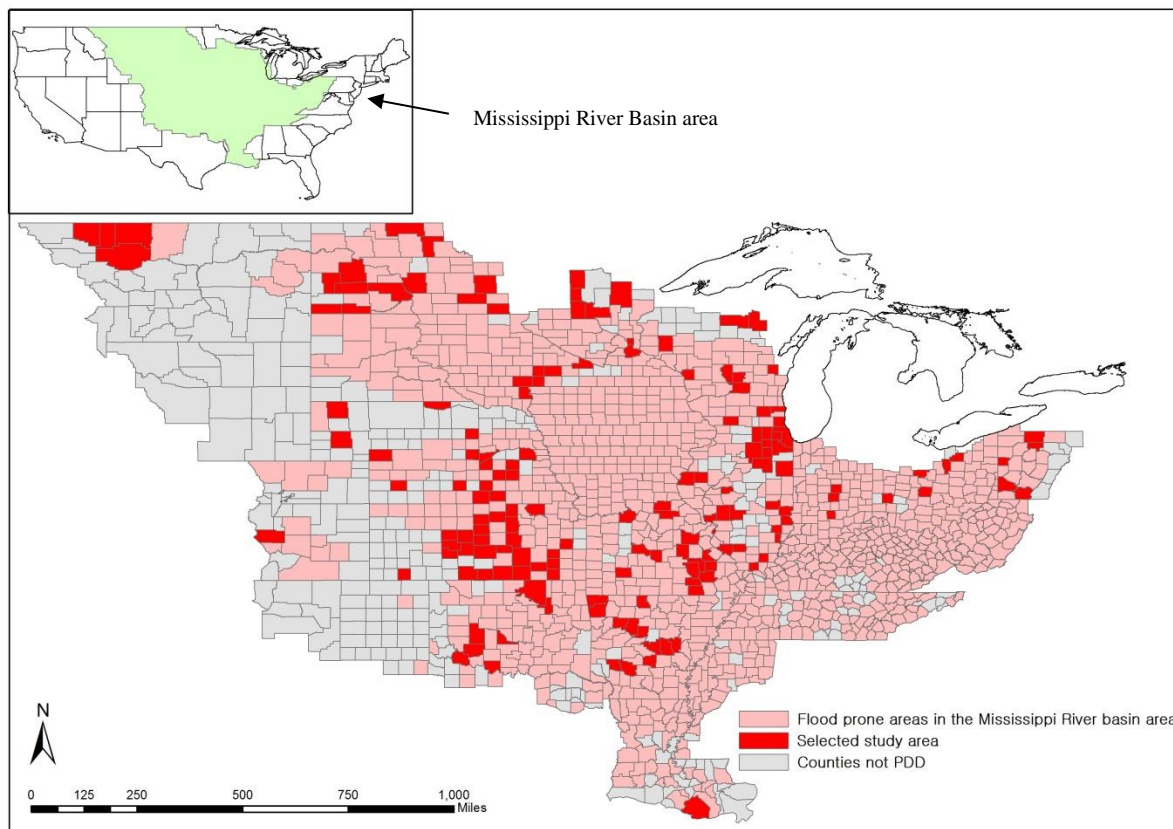 Mississippi River Basin area
N
Flood prone areas in the Mississippi River basin area
Selected study area
Counties not PDD
0 125 250 500 750 1,000
Miles